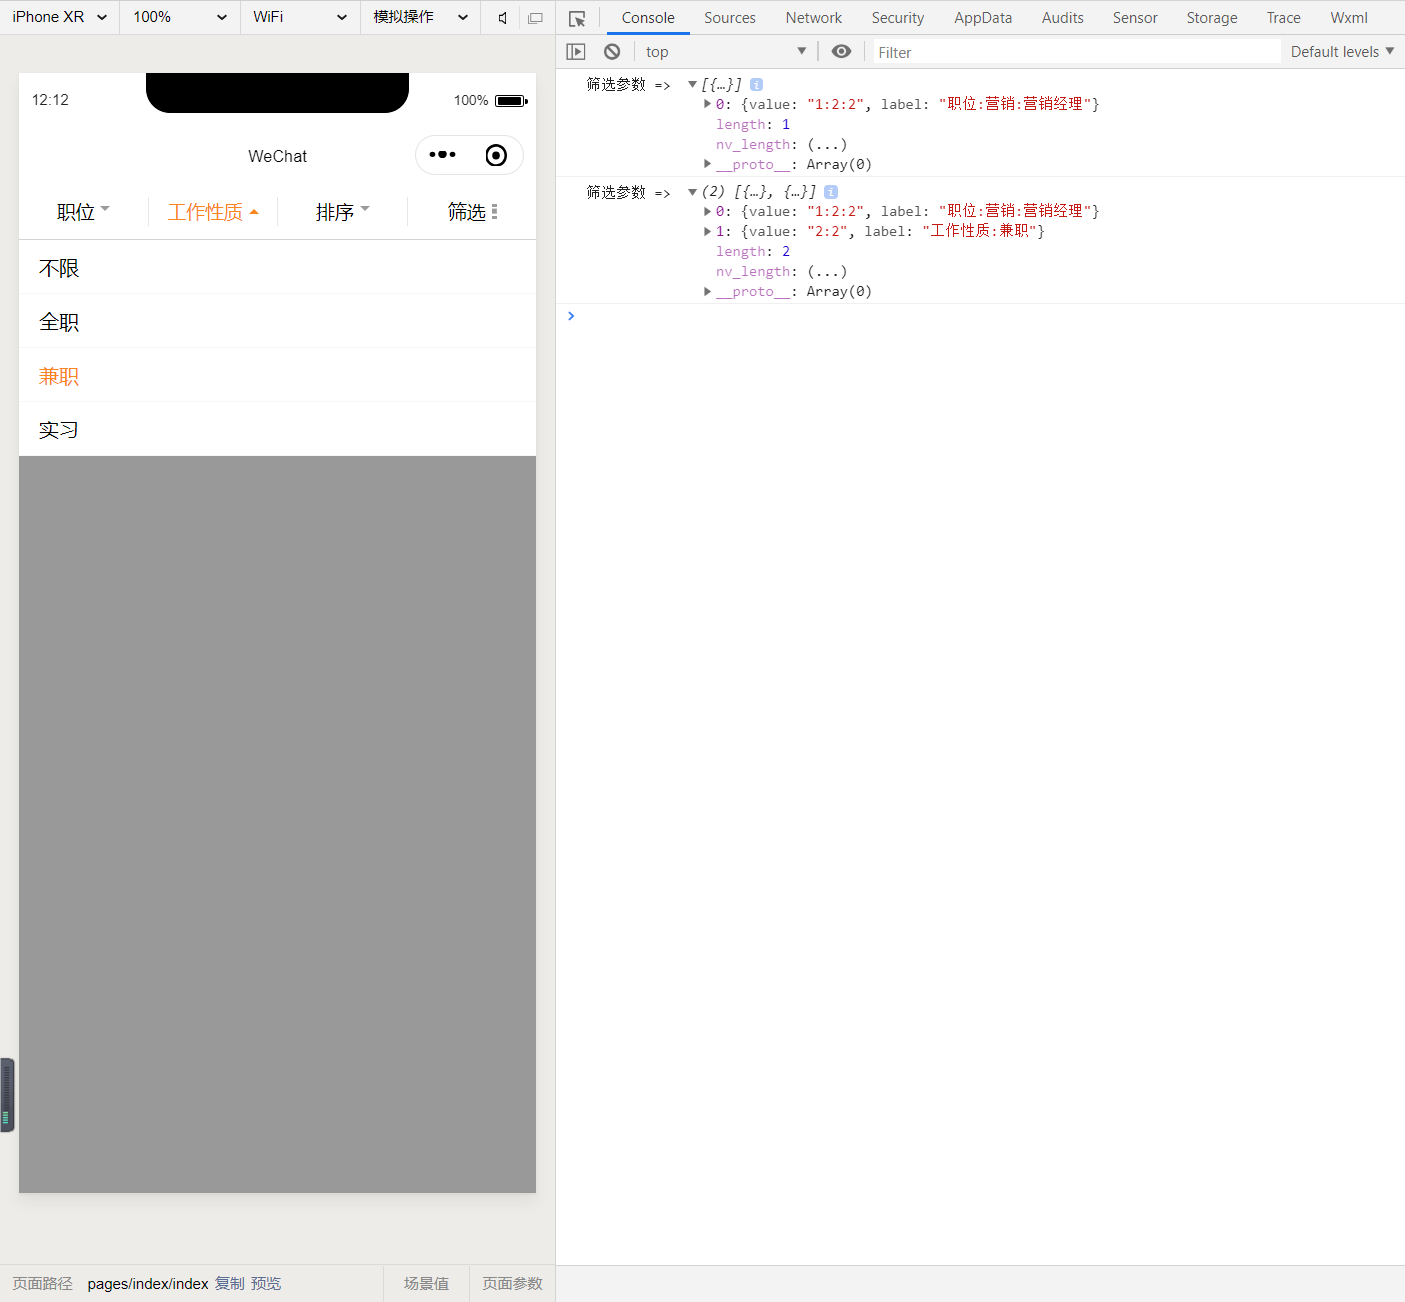 iPhone XR 100% WiFi 模拟操作
Console Sources Network Security AppData Audits Sensor Storage Trace Wxml
top Filter Default levels
12:12 100%
WeChat
职位 工作性质 排序 筛选
不限
全职
兼职
实习
筛选参数 => [{…}] i
0: {value: "1:2:2", label: "职位:营销:营销经理"}
length: 1
nv_length: (...)
__proto__: Array(0)
筛选参数 => (2) [{…}, {…}] i
0: {value: "1:2:2", label: "职位:营销:营销经理"}
1: {value: "2:2", label: "工作性质:兼职"}
length: 2
nv_length: (...)
__proto__: Array(0)
页面路径 pages/index/index 复制 预览 场景值 页面参数